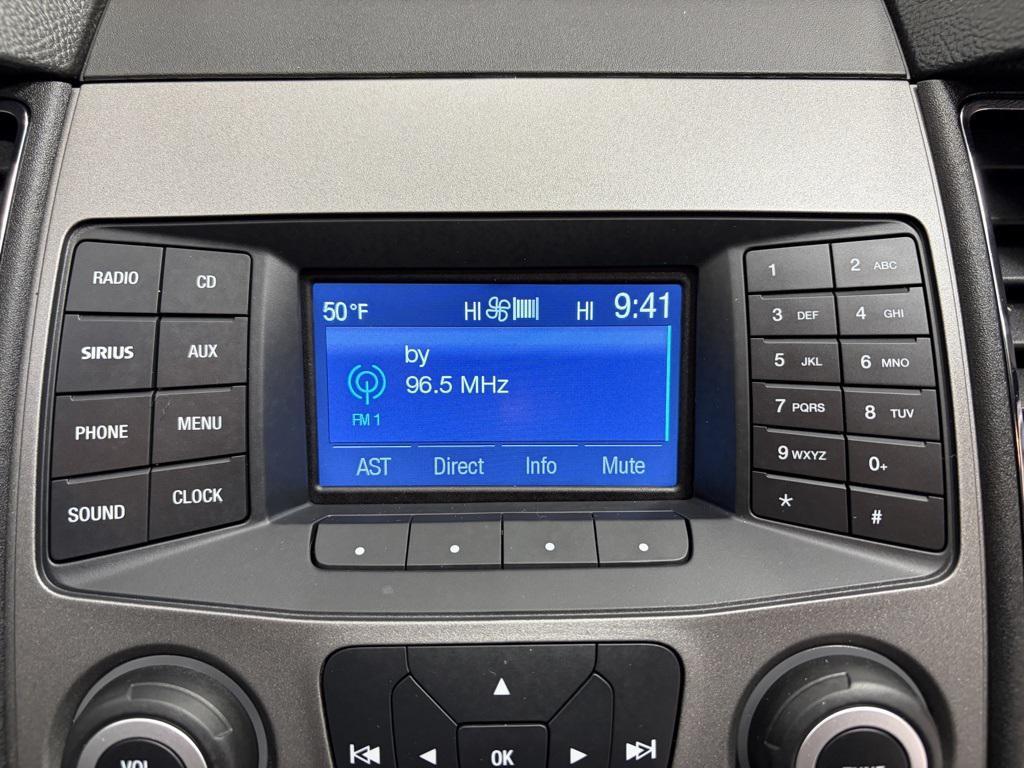 RADIO CD
SIRIUS AUX
PHONE MENU
SOUND CLOCK
50°F HI HI 9:41
by
96.5 MHz
FM 1
AST Direct Info Mute
1 2 ABC
3 DEF 4 GHI
5 JKL 6 MNO
7 PQRS 8 TUV
9 WXYZ 0+
* #
OK
VOL
TUNE